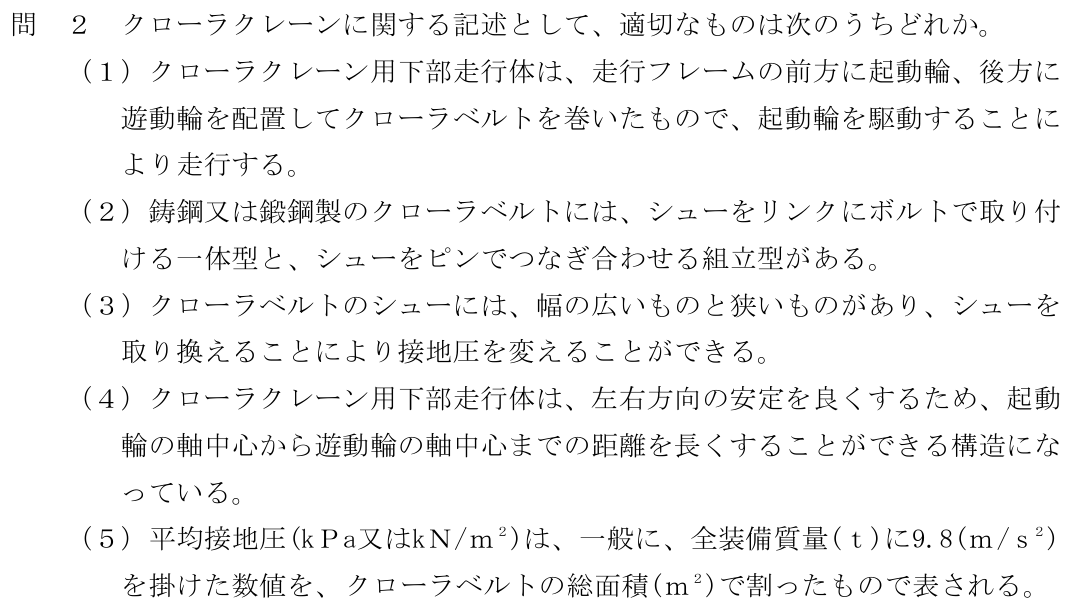 問 2 クローラクレーンに関する記述として、適切なものは次のうちどれか。
(1)クローラクレーン用下部走行体は、走行フレームの前方に起動輪、後方に
遊動輪を配置してクローラベルトを巻いたもので、起動輪を駆動することに
より走行する。
(2)鋳鋼又は鍛鋼製のクローラベルトには、シューをリンクにボルトで取り付
ける一体型と、シューをピンでつなぎ合わせる組立型がある。
(3)クローラベルトのシューには、幅の広いものと狭いものがあり、シューを
取り換えることにより接地圧を変えることができる。
(4)クローラクレーン用下部走行体は、左右方向の安定を良くするため、起動
輪の軸中心から遊動輪の軸中心までの距離を長くすることができる構造にな
っている。
(5)平均接地圧(kPa又はkN/m²)は、一般に、全装備質量(t)に9.8(m/s²)
を掛けた数値を、クローラベルトの総面積(m²)で割ったもので表される。